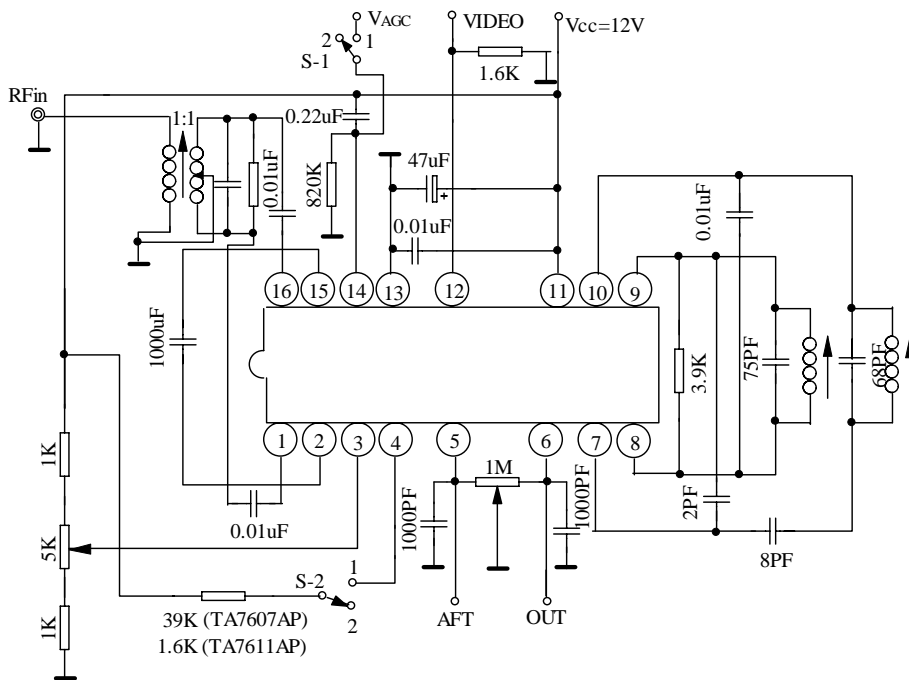 VAGC
VIDEO
Vcc=12V
2
1
S-1
1.6K
RFin
1:1
0.22uF
0.01uF
820K
47uF
+
0.01uF
0.01uF
16
15
14
13
12
11
10
9
1000uF
3.9K
75PF
68PF
1
2
3
4
5
6
7
8
1K
1M
0.01uF
1000PF
1000PF
2PF
8PF
5K
S-2
1
2
39K (TA7607AP)
1.6K (TA7611AP)
AFT
OUT
1K